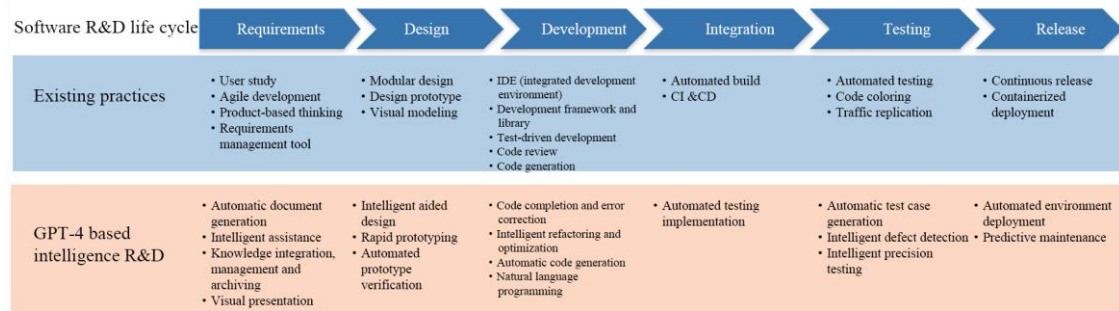 Software R&D life cycle
Requirements
Design
Development
Integration
Testing
Release
Existing practices
• User study
• Agile development
• Product-based thinking
• Requirements
management tool
• Modular design
• Design prototype
• Visual modeling
• IDE (integrated development
environment)
• Development framework and
library
• Test-driven development
• Code review
• Code generation
• Automated build
• CI &CD
• Automated testing
• Code coloring
• Traffic replication
• Continuous release
• Containerized
deployment
GPT-4 based
intelligence R&D
• Automatic document
generation
• Intelligent assistance
• Knowledge integration,
management and
archiving
• Visual presentation
• Intelligent aided
design
• Rapid prototyping
• Automated
prototype
verification
• Code completion and error
correction
• Intelligent refactoring and
optimization
• Automatic code generation
• Natural language
programming
• Automated testing
implementation
• Automatic test case
generation
• Intelligent defect detection
• Intelligent precision
testing
• Automated environment
deployment
• Predictive maintenance